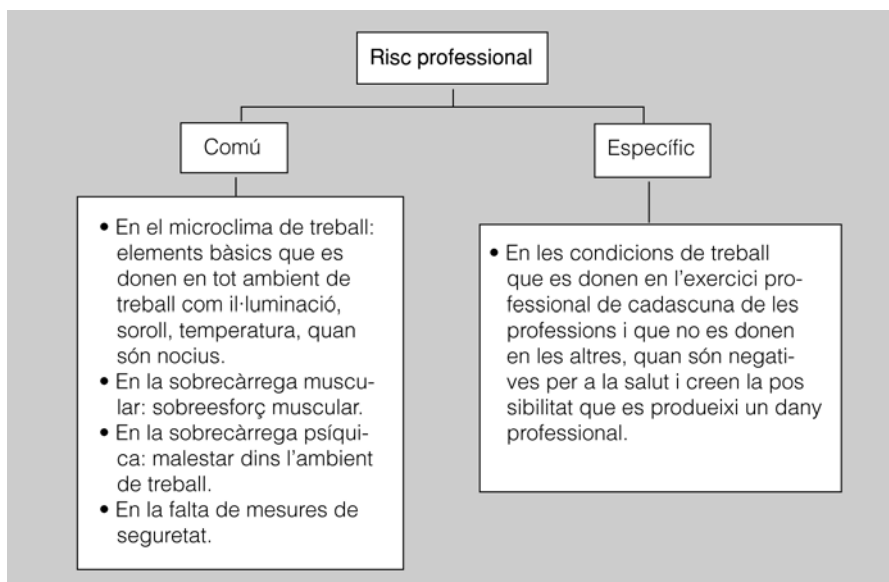 Risc professional
Comú
Específic
• En el microclima de treball:
elements bàsics que es
donen en tot ambient de
treball com il·luminació,
soroll, temperatura, quan
són nocius.
• En la sobrecàrrega muscu-
lar: sobreesforç muscular.
• En la sobrecàrrega psíqui-
ca: malestar dins l'ambient
de treball.
• En la falta de mesures de
seguretat.
• En les condicions de treball
que es donen en l'exercici pro-
fessional de cadascuna de les
professions i que no es donen
en les altres, quan són negati-
ves per a la salut i creen la pos
sibilitat que es produeixi un dany
professional.